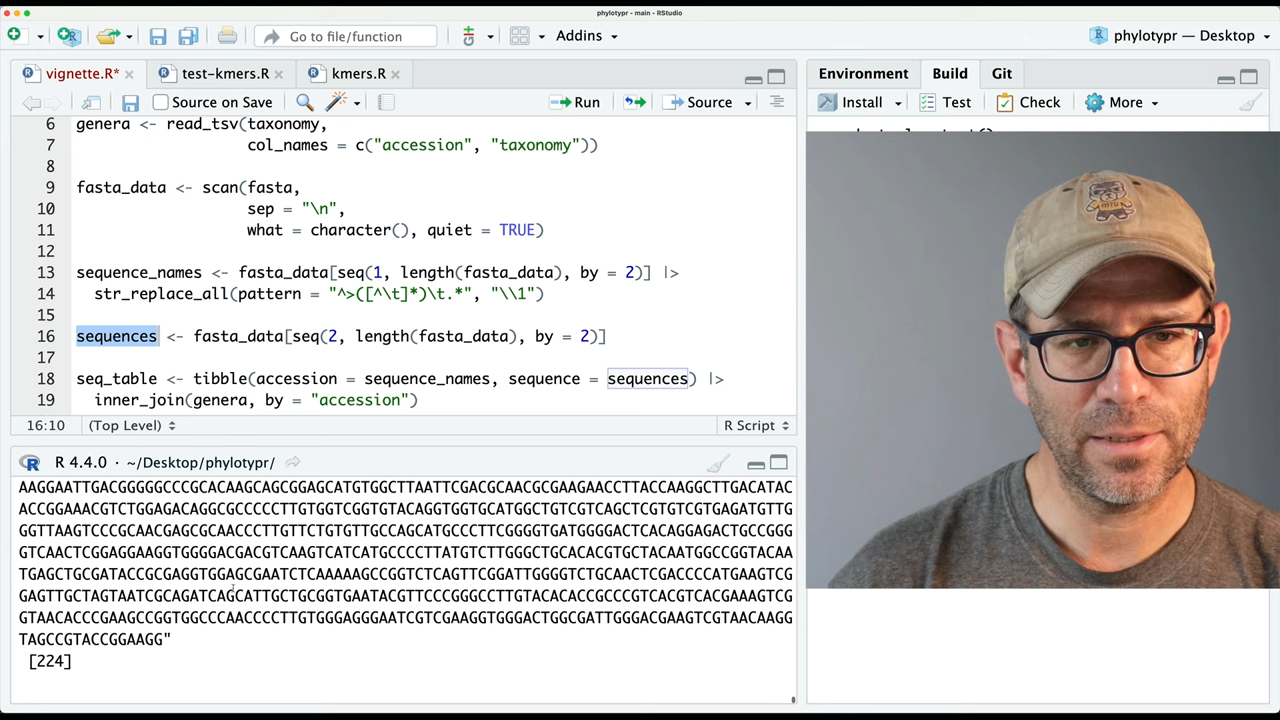 phylotypr - main - RStudio
Go to file/function
Addins
phylotypr — Desktop
vignette.R*
test-kmers.R
kmers.R
Environment
Build
Git
Source on Save
Run
Source
Install
Test
Check
More
6 genera <- read_tsv(taxonomy,
7 col_names = c("accession", "taxonomy"))
8
9 fasta_data <- scan(fasta,
10 sep = "\n",
11 what = character(), quiet = TRUE)
12
13 sequence_names <- fasta_data[seq(1, length(fasta_data), by = 2)] |>
14 str_replace_all(pattern = "^>([^\t]*)\t.*", "\\1")
15
16 sequences <- fasta_data[seq(2, length(fasta_data), by = 2)]
17
18 seq_table <- tibble(accession = sequence_names, sequence = sequences) |>
19 inner_join(genera, by = "accession")
16:10
(Top Level)
R Script
R 4.4.0 · ~/Desktop/phylotypr/
AAGGAATTGACGGGGGCCCGCACAAGCAGCGGAGCATGTGGCTTAATTCGACGCAACGCGAAGAACCTTACCAAGGCTTGACATAC
ACCGGAAACGTCTGGAGACAGGCGCCCCCTTGTGGTCGGTGTACAGGTGGTGCATGGCTGTCGTCAGCTCGTGTCGTGAGATGTTG
GGTTAAGTCCCGCAACGAGCGCAACCCTTGTTCTGTGTTGCCAGCATGCCCTTCGGGGTGATGGGGACTCACAGGAGACTGCCGGG
GTCAACTCGGAGGAAGGTGGGGACGACGTCAAGTCATCATGCCCCTTATGTCTTGGGCTGCACACGTGCTACAATGGCCGGTACAA
TGAGCTGCGATACCGCGAGGTGGAGCGAATCTCAAAAAGCCGGTCTCAGTTCGGATTGGGGTCTGCAACTCGACCCCATGAAGTCG
GAGTTGCTAGTAATCGCAGATCAGCATTGCTGCGGTGAATACGTTCCCGGGCCTTGTACACACCGCCCGTCACGTCACGAAAGTCG
GTAACACCCGAAGCCGGTGGCCCAACCCCTTGTGGGAGGGAATCGTCGAAGGTGGGACTGGCGATTGGGACGAAGTCGTAACAAGG
TAGCCGTACCGGAAGG"
[224]